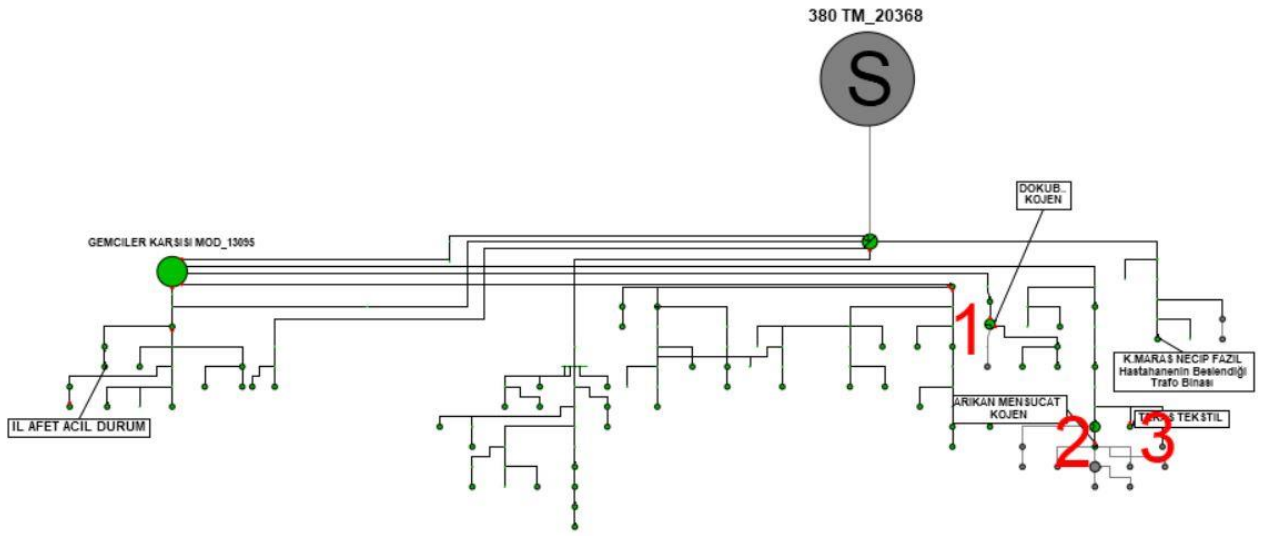 380 TM_20368
S
DOKUB..
KOJEN
GEMCILER KARSISI MOD_13095
1
K.MARAS NECIP FAZIL
Hastahanenin Beslendiği
Trafo Binası
ARIKAN MENSUCAT
KOJEN
TEKSTIL
2
3
IL AFET ACIL DURUM